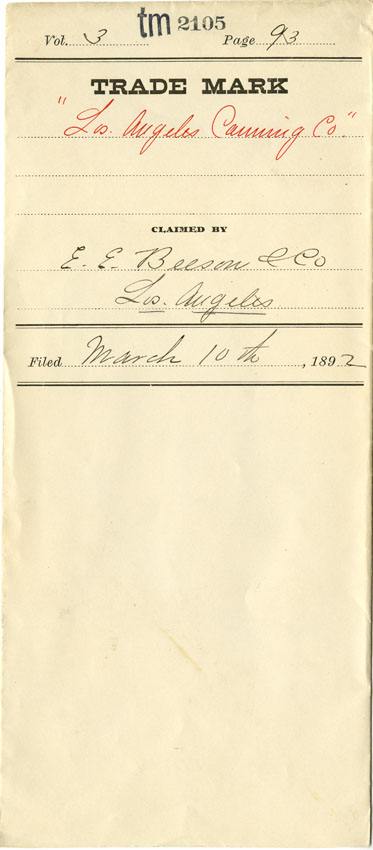 tm 2105
Vol. 3 Page 93
TRADE MARK
"Los. Angeles Canning Co."
CLAIMED BY
E. E. Beeson & Co
Los. Angeles
Filed March 10th, 1892